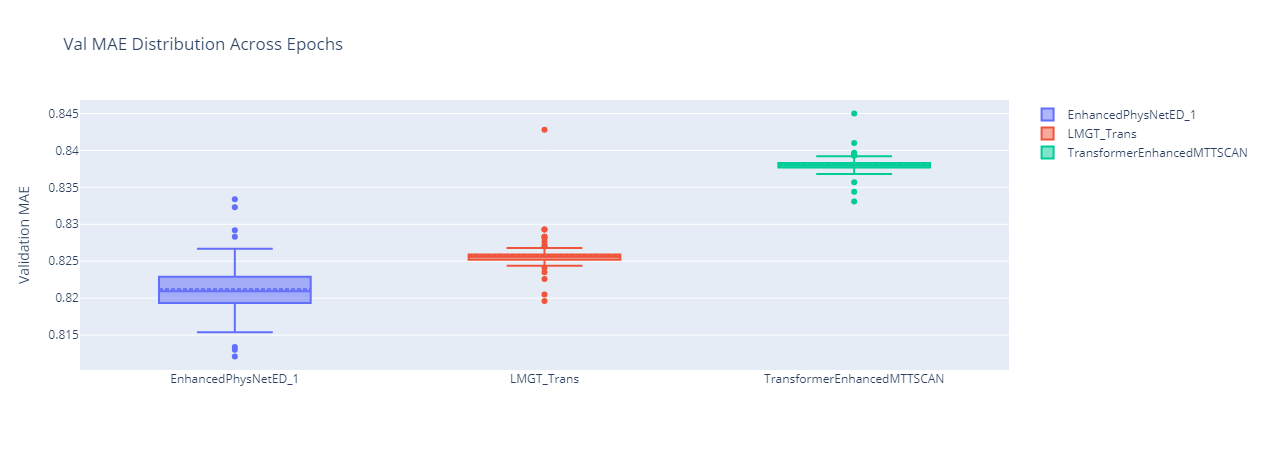 Val MAE Distribution Across Epochs
Validation MAE
0.845
0.84
0.835
0.83
0.825
0.82
0.815
EnhancedPhysNetED_1
LMGT_Trans
TransformerEnhancedMTTSCAN
EnhancedPhysNetED_1
LMGT_Trans
TransformerEnhancedMTTSCAN